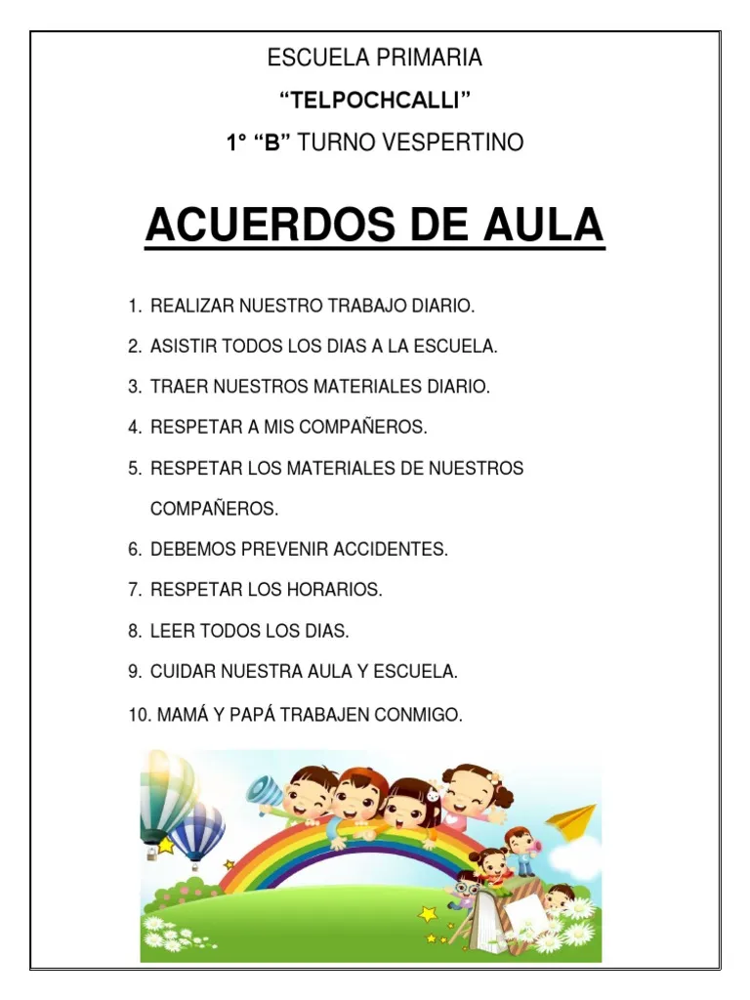 ESCUELA PRIMARIA
“TELPOCHCALLI”
1° “B” TURNO VESPERTINO
ACUERDOS DE AULA
1. REALIZAR NUESTRO TRABAJO DIARIO.
2. ASISTIR TODOS LOS DIAS A LA ESCUELA.
3. TRAER NUESTROS MATERIALES DIARIO.
4. RESPETAR A MIS COMPAÑEROS.
5. RESPETAR LOS MATERIALES DE NUESTROS
COMPAÑEROS.
6. DEBEMOS PREVENIR ACCIDENTES.
7. RESPETAR LOS HORARIOS.
8. LEER TODOS LOS DIAS.
9. CUIDAR NUESTRA AULA Y ESCUELA.
10. MAMÁ Y PAPÁ TRABAJEN CONMIGO.